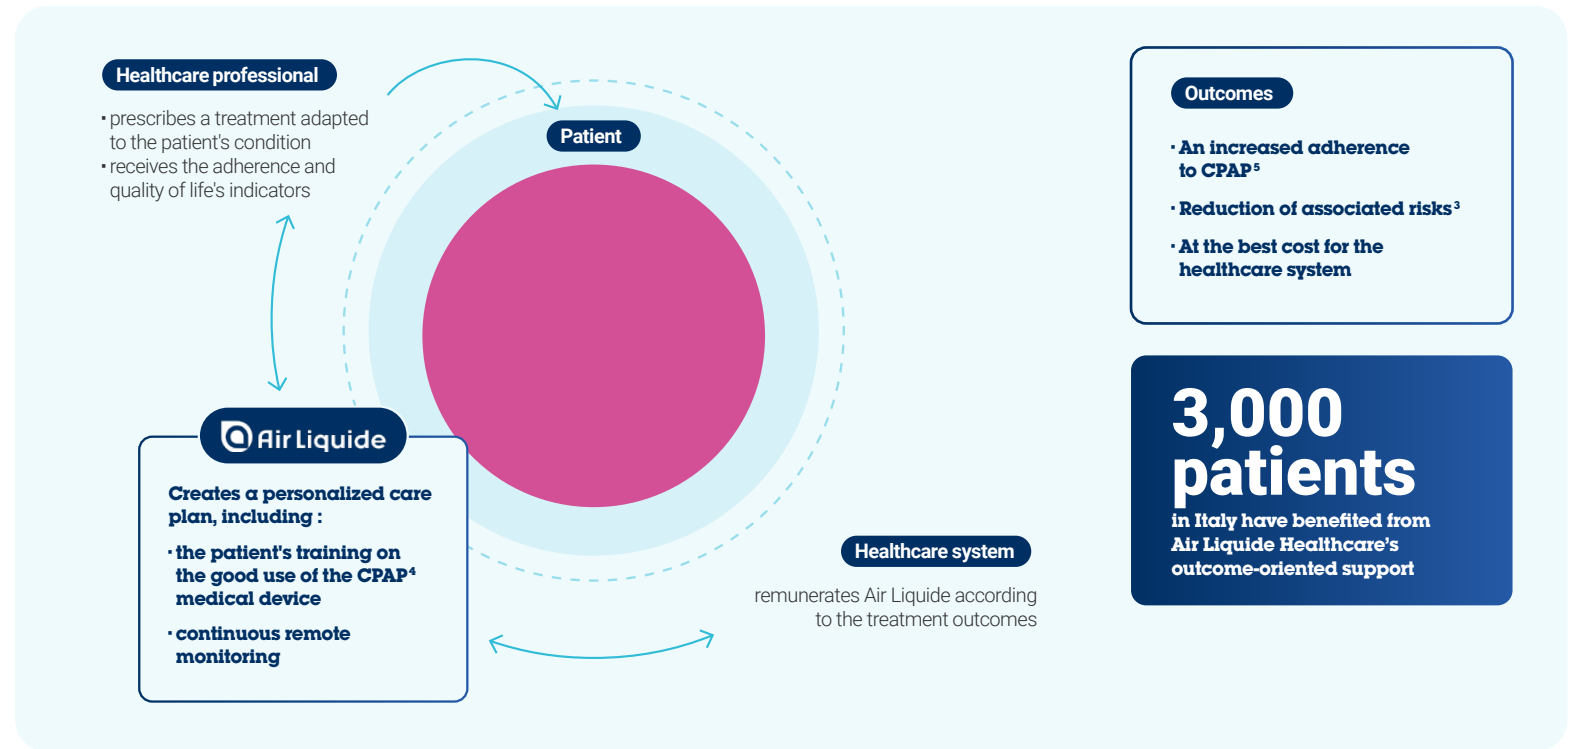 Healthcare professional
· prescribes a treatment adapted
to the patient's condition
· receives the adherence and
quality of life's indicators
Patient
Air Liquide
Creates a personalized care
plan, including :
· the patient's training on
the good use of the CPAP⁴
medical device
· continuous remote
monitoring
Healthcare system
remunerates Air Liquide according
to the treatment outcomes
Outcomes
· An increased adherence
to CPAP⁵
· Reduction of associated risks³
· At the best cost for the
healthcare system
3,000
patients
in Italy have benefited from
Air Liquide Healthcare’s
outcome-oriented support